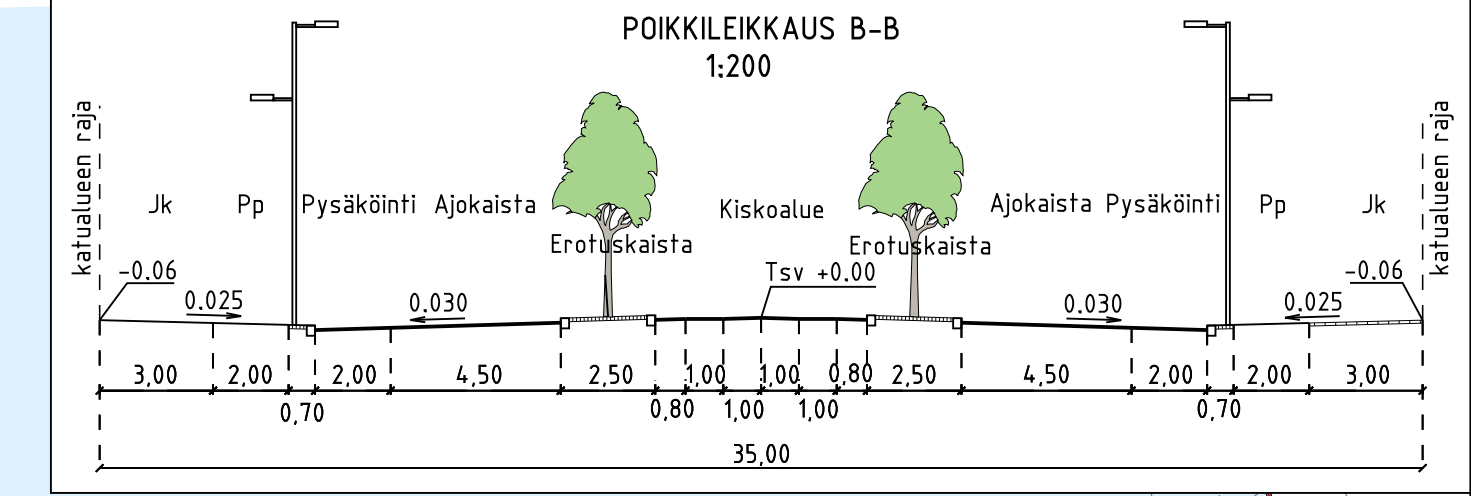 POIKKILEIKKAUS B-B
1:200
katualueen raja
katualueen raja
Jk
Pp
Pysäköinti
Ajokaista
Erotuskaista
Kiskoalue
Erotuskaista
Ajokaista
Pysäköinti
Pp
Jk
-0.06
0.025
0.030
Tsv +0.00
0.030
0.025
-0.06
3,00 2,00 2,00 4,50 2,50 1,00 1,00 0,80 2,50 4,50 2,00 2,00 3,00
0,70 0,80 1,00 1,00 0,70
35,00